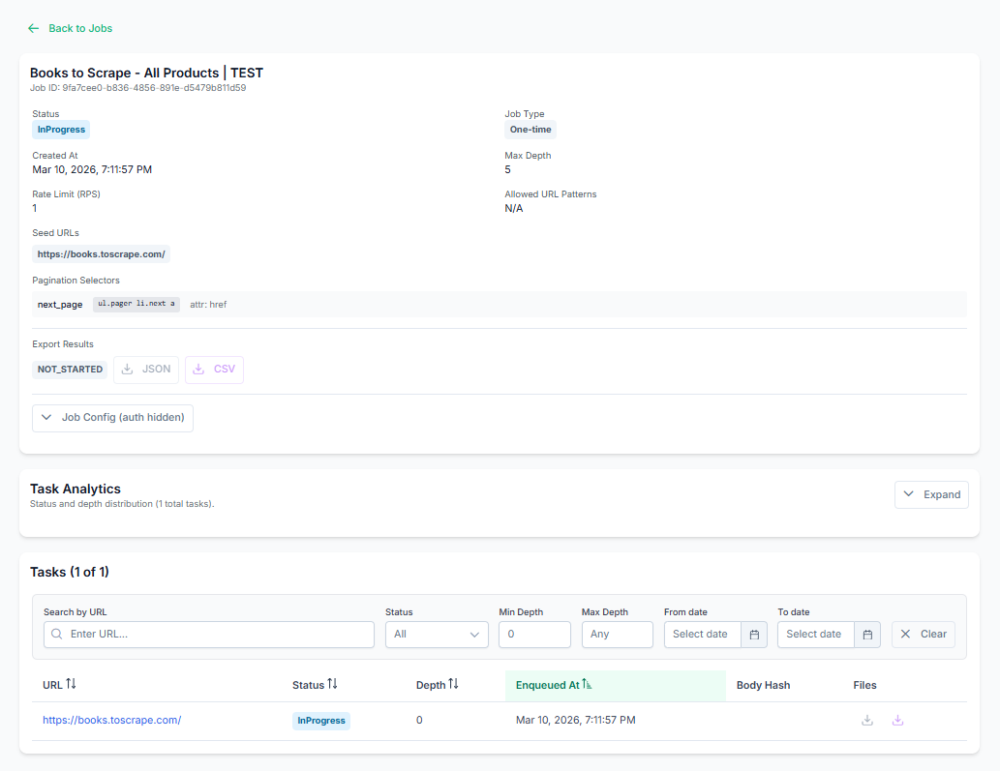 Back to Jobs
Books to Scrape - All Products | TEST
Job ID: 9fa7cee0-b836-4856-891e-d5479b811d59
Status
InProgress
Job Type
One-time
Created At
Mar 10, 2026, 7:11:57 PM
Max Depth
5
Rate Limit (RPS)
1
Allowed URL Patterns
N/A
Seed URLs
https://books.toscrape.com/
Pagination Selectors
next_page ul.pager li.next a attr: href
Export Results
NOT_STARTED JSON CSV
Job Config (auth hidden)
Task Analytics
Status and depth distribution (1 total tasks).
Expand
Tasks (1 of 1)
Search by URL Status Min Depth Max Depth From date To date
Enter URL... All 0 Any Select date Select date Clear
URL Status Depth Enqueued At Body Hash Files
https://books.toscrape.com/ InProgress 0 Mar 10, 2026, 7:11:57 PM